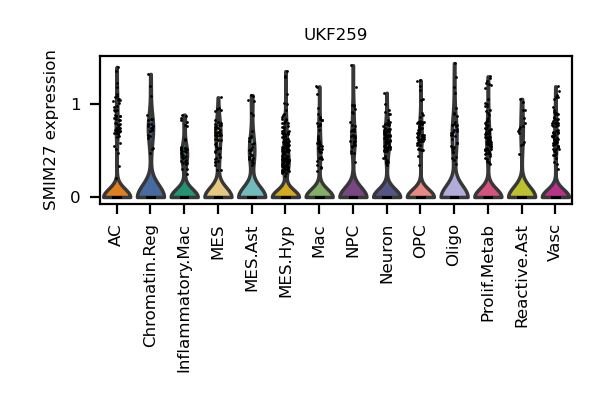 UKF259
SMIM27 expression
1
0
AC
Chromatin.Reg
Inflammatory.Mac
MES
MES.Ast
MES.Hyp
Mac
NPC
Neuron
OPC
Oligo
Prolif.Metab
Reactive.Ast
Vasc